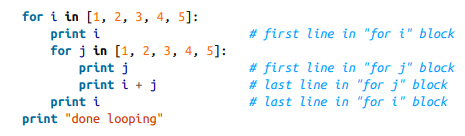 for i in [1, 2, 3, 4, 5]:
    print i                     # first line in "for i" block
    for j in [1, 2, 3, 4, 5]:
        print j                 # first line in "for j" block
        print i + j             # last line in "for j" block
    print i                     # last line in "for i" block
print "done looping"